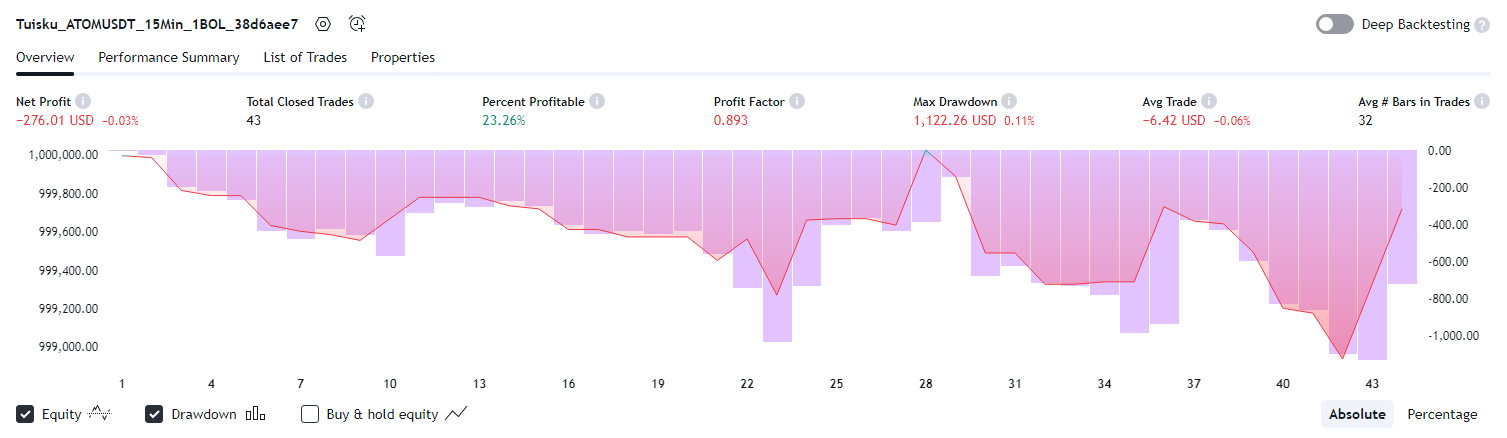 Tuisku_ATOMUSDT_15Min_1BOL_38d6aee7
Deep Backtesting
Overview Performance Summary List of Trades Properties
Net Profit Total Closed Trades Percent Profitable Profit Factor Max Drawdown Avg Trade Avg # Bars in Trades
−276.01 USD −0.03% 43 23.26% 0.893 1,122.26 USD 0.11% −6.42 USD −0.06% 32
1,000,000.00 0.00
999,800.00 -200.00
999,600.00 -400.00
999,400.00 -600.00
999,200.00 -800.00
999,000.00 -1,000.00
1 4 7 10 13 16 19 22 25 28 31 34 37 40 43
Equity Drawdown Buy & hold equity Absolute Percentage